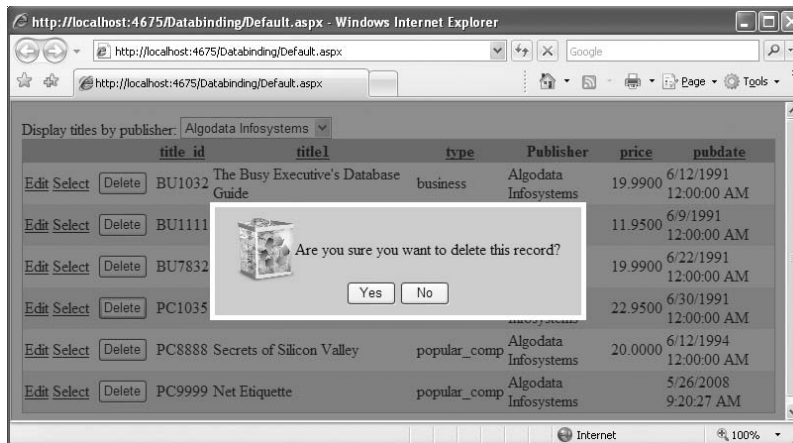 http://localhost:4675/Databinding/Default.aspx - Windows Internet Explorer
http://localhost:4675/Databinding/Default.aspx
Google
http://localhost:4675/Databinding/Default.aspx
Page
Tools
Display titles by publisher: Algodata Infosystems
title_id title1 type Publisher price pubdate
Edit Select Delete BU1032 The Busy Executive's Database Guide business Algodata Infosystems 19.9900 6/12/1991 12:00:00 AM
Edit Select Delete BU1111 11.9500 6/9/1991 12:00:00 AM
Edit Select Delete BU7832 19.9900 6/22/1991 12:00:00 AM
Edit Select Delete PC1035 Infosystems 22.9500 6/30/1991 12:00:00 AM
Are you sure you want to delete this record?
Yes No
Edit Select Delete PC8888 Secrets of Silicon Valley popular_comp Algodata Infosystems 20.0000 6/12/1994 12:00:00 AM
Edit Select Delete PC9999 Net Etiquette popular_comp Algodata Infosystems 5/26/2008 9:20:27 AM
Internet
100%